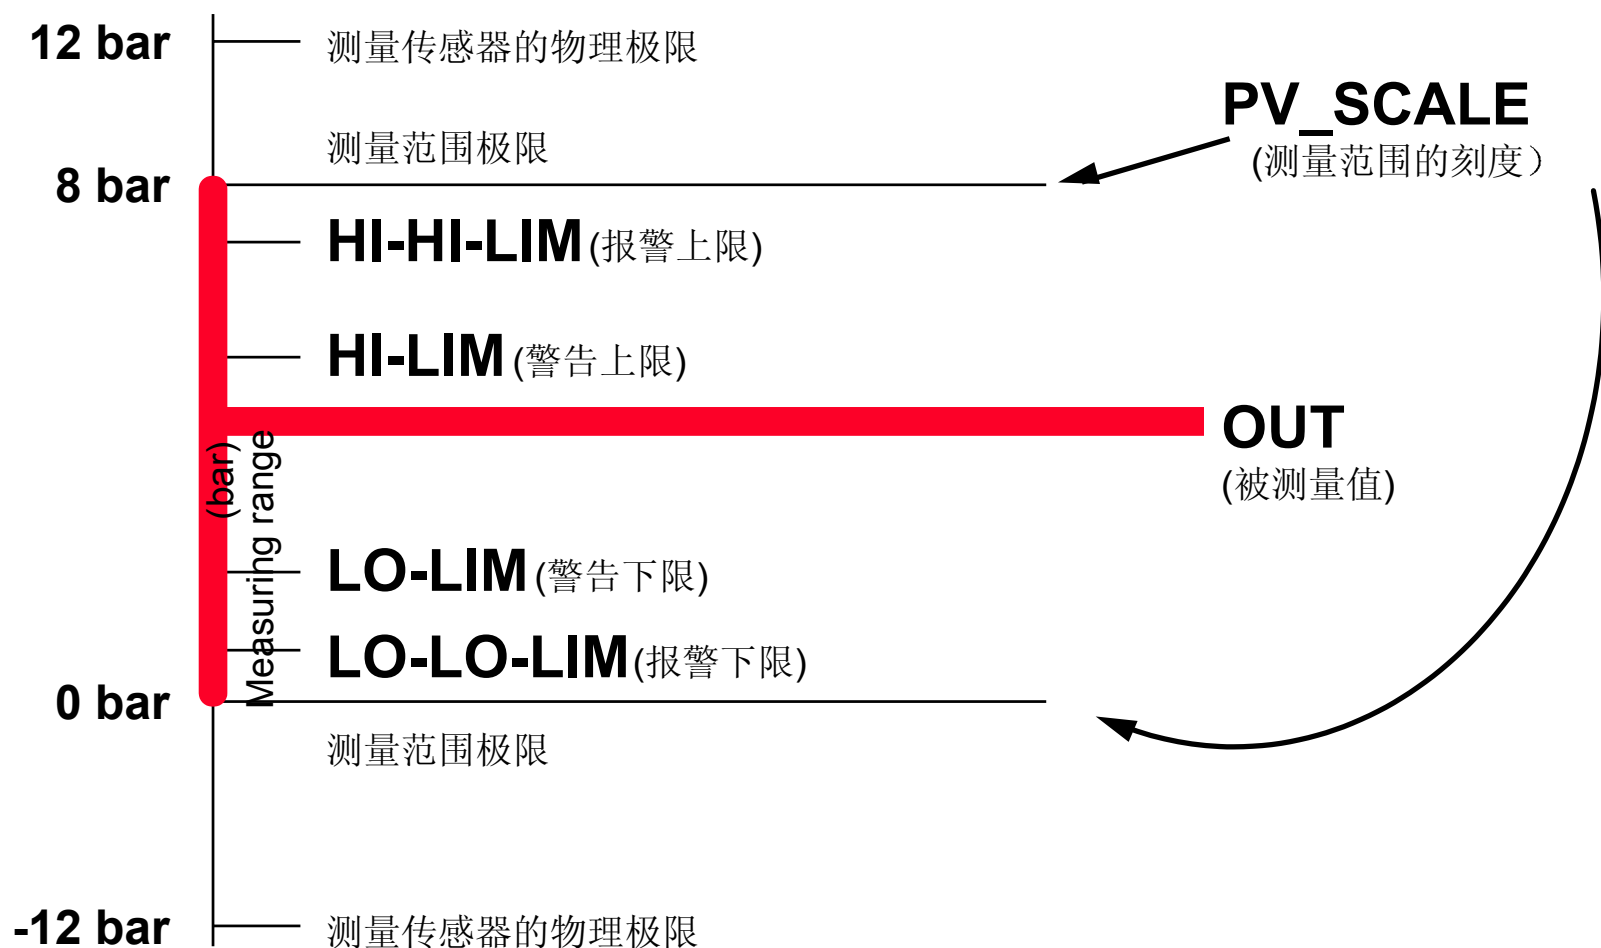 12 bar
测量传感器的物理极限
测量范围极限
PV_SCALE
(测量范围的刻度）
8 bar
HI-HI-LIM (报警上限)
HI-LIM (警告上限)
OUT
(被测量值)
(bar)
Measuring range
LO-LIM (警告下限)
LO-LO-LIM (报警下限)
0 bar
测量范围极限
-12 bar
测量传感器的物理极限